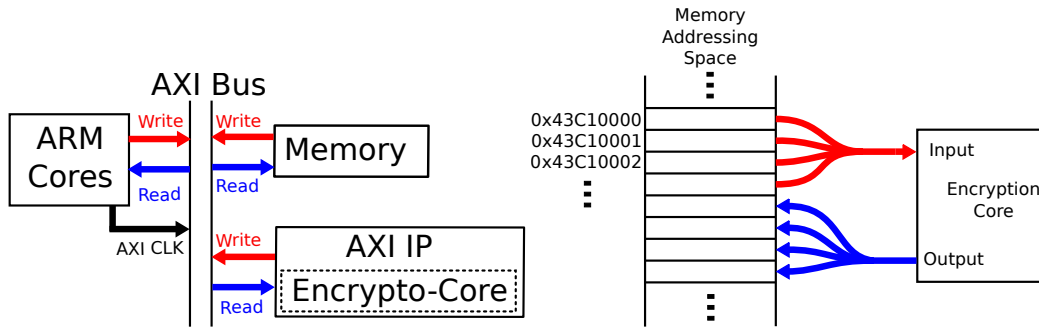 AXI Bus
ARM
Cores
Write
Read
AXI CLK
Write
Read
Memory
Write
Read
AXI IP
Encrypto-Core
Memory
Addressing
Space
0x43C10000
0x43C10001
0x43C10002
Input
Encryption
Core
Output